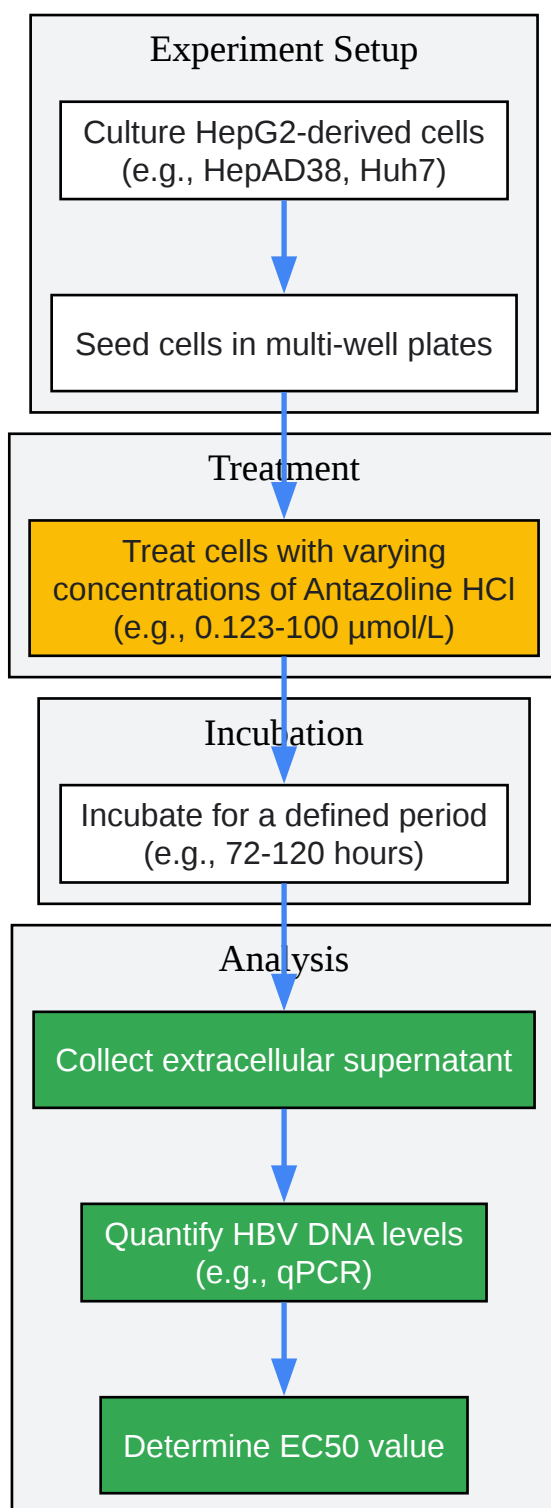 Experiment Setup
Culture HepG2-derived cells
(e.g., HepAD38, Huh7)
Seed cells in multi-well plates
Treatment
Treat cells with varying
concentrations of Antazoline HCl
(e.g., 0.123-100 µmol/L)
Incubation
Incubate for a defined period
(e.g., 72-120 hours)
Analysis
Collect extracellular supernatant
Quantify HBV DNA levels
(e.g., qPCR)
Determine EC50 value